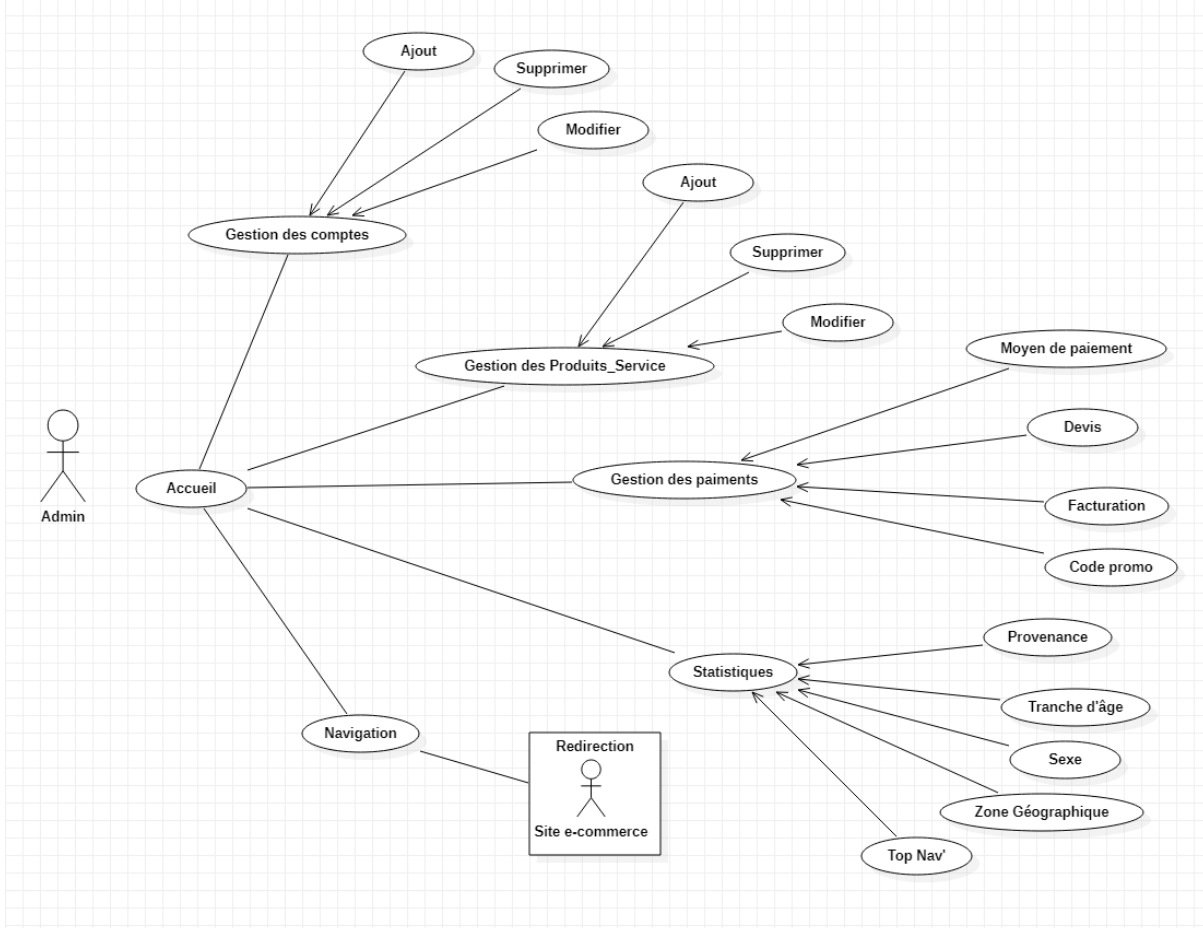 Ajout
Supprimer
Modifier
Ajout
Gestion des comptes
Supprimer
Modifier
Gestion des Produits_Service
Moyen de paiement
Devis
Gestion des paiments
Accueil
Admin
Facturation
Code promo
Provenance
Statistiques
Tranche d'âge
Navigation
Redirection
Sexe
Zone Géographique
Site e-commerce
Top Nav'